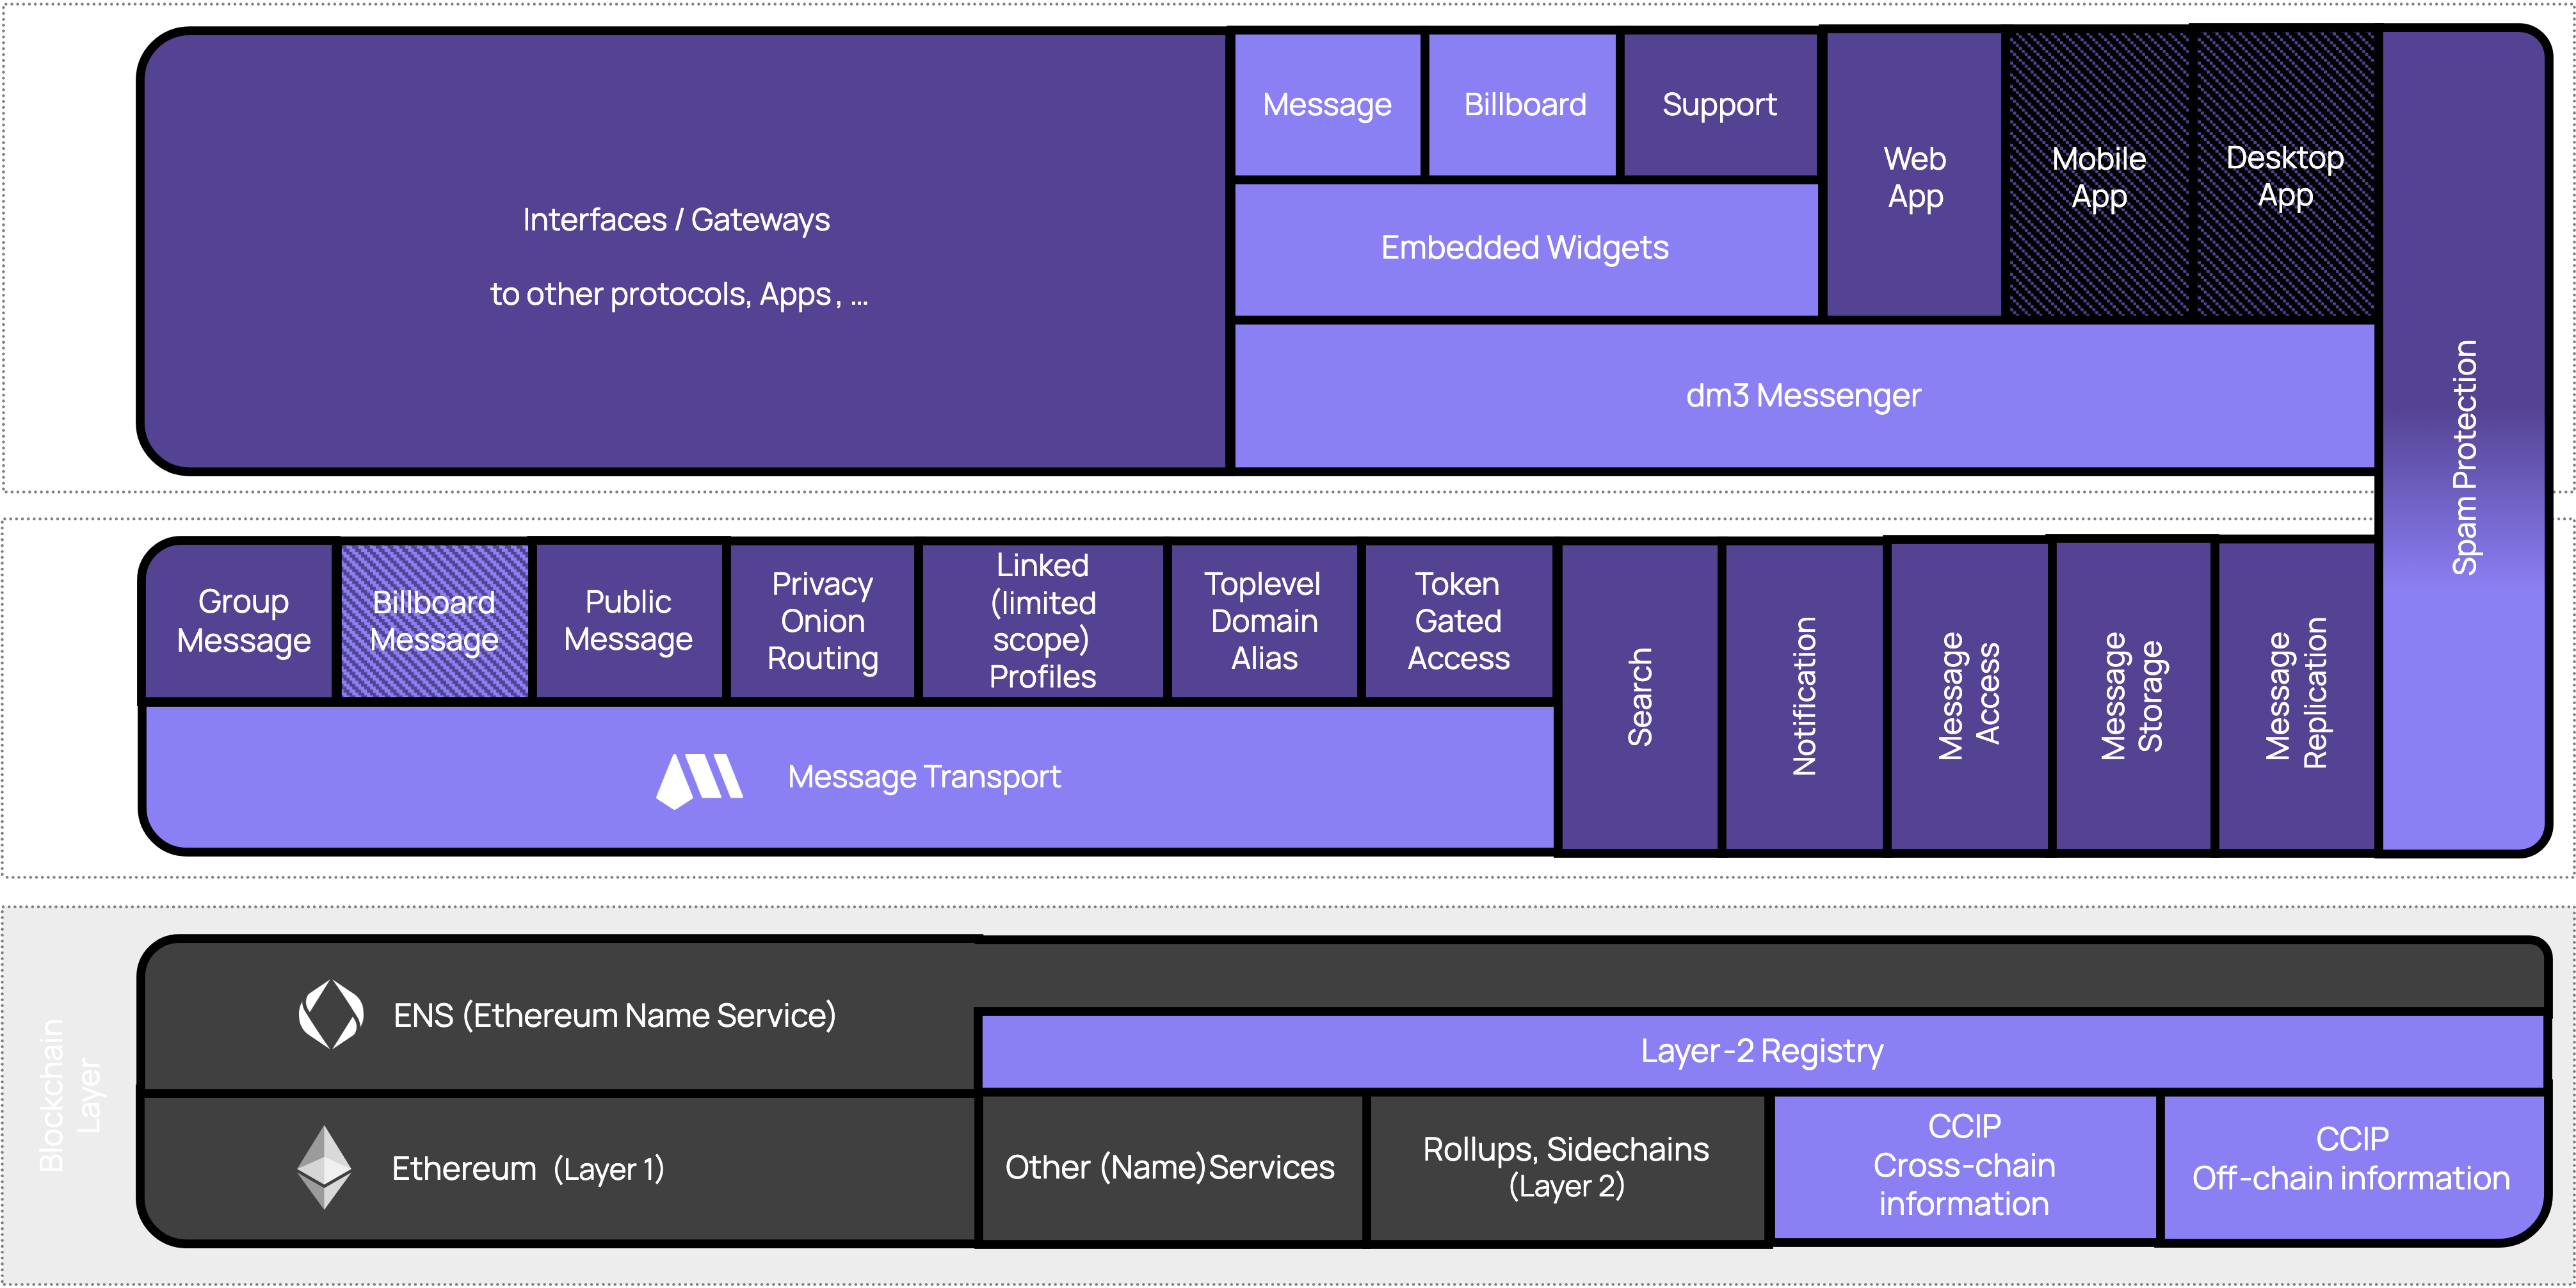 Message
Billboard
Support
Web
App
Mobile
App
Desktop
App
Interfaces / Gateways
to other protocols, Apps, ...
Embedded Widgets
dm3 Messenger
Spam Protection
Group
Message
Billboard
Message
Public
Message
Privacy
Onion
Routing
Linked
(limited
scope)
Profiles
Toplevel
Domain
Alias
Token
Gated
Access
Search
Notification
Message
Access
Message
Storage
Message
Replication
Message Transport
Blockchain
Layer
ENS (Ethereum Name Service)
Layer-2 Registry
Ethereum (Layer 1)
Other (Name)Services
Rollups, Sidechains
(Layer 2)
CCIP
Cross-chain
information
CCIP
Off-chain information